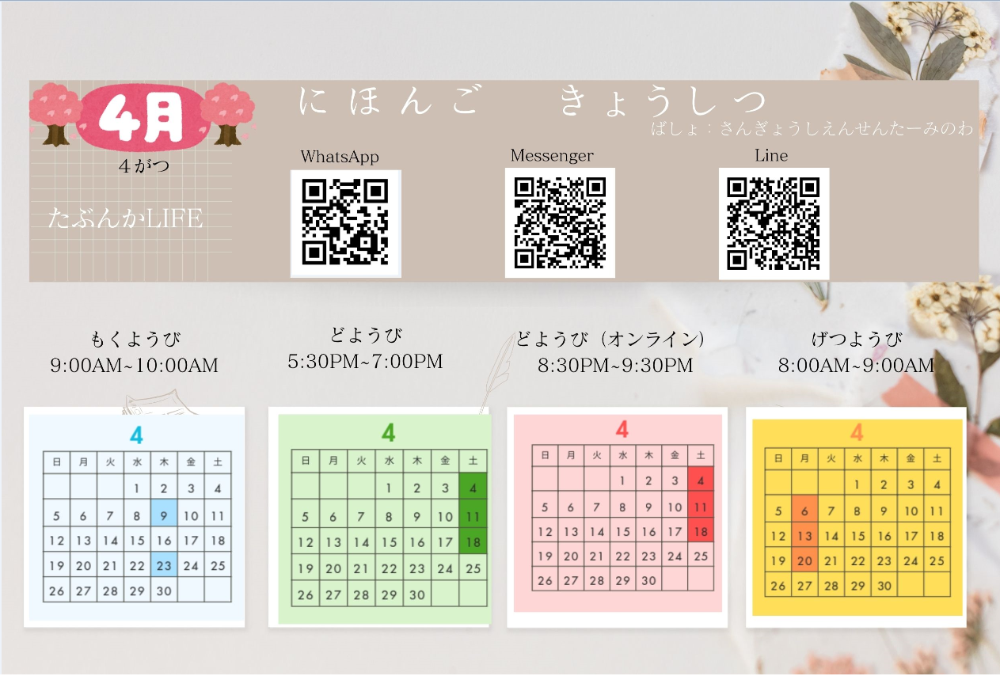 4月
にほんご　きょうしつ
ばしょ：さんぎょうしえんせんたーみのわ
４がつ
たぶんかLIFE
WhatsApp
Messenger
Line
もくようび
9:00AM~10:00AM
4
日 月 火 水 木 金 土
1 2 3 4
5 6 7 8 9 10 11
12 13 14 15 16 17 18
19 20 21 22 23 24 25
26 27 28 29 30
どようび
5:30PM~7:00PM
4
日 月 火 水 木 金 土
1 2 3 4
5 6 7 8 9 10 11
12 13 14 15 16 17 18
19 20 21 22 23 24 25
26 27 28 29 30
どようび（オンライン）
8:30PM~9:30PM
4
日 月 火 水 木 金 土
1 2 3 4
5 6 7 8 9 10 11
12 13 14 15 16 17 18
19 20 21 22 23 24 25
26 27 28 29 30
げつようび
8:00AM~9:00AM
4
日 月 火 水 木 金 土
1 2 3 4
5 6 7 8 9 10 11
12 13 14 15 16 17 18
19 20 21 22 23 24 25
26 27 28 29 30